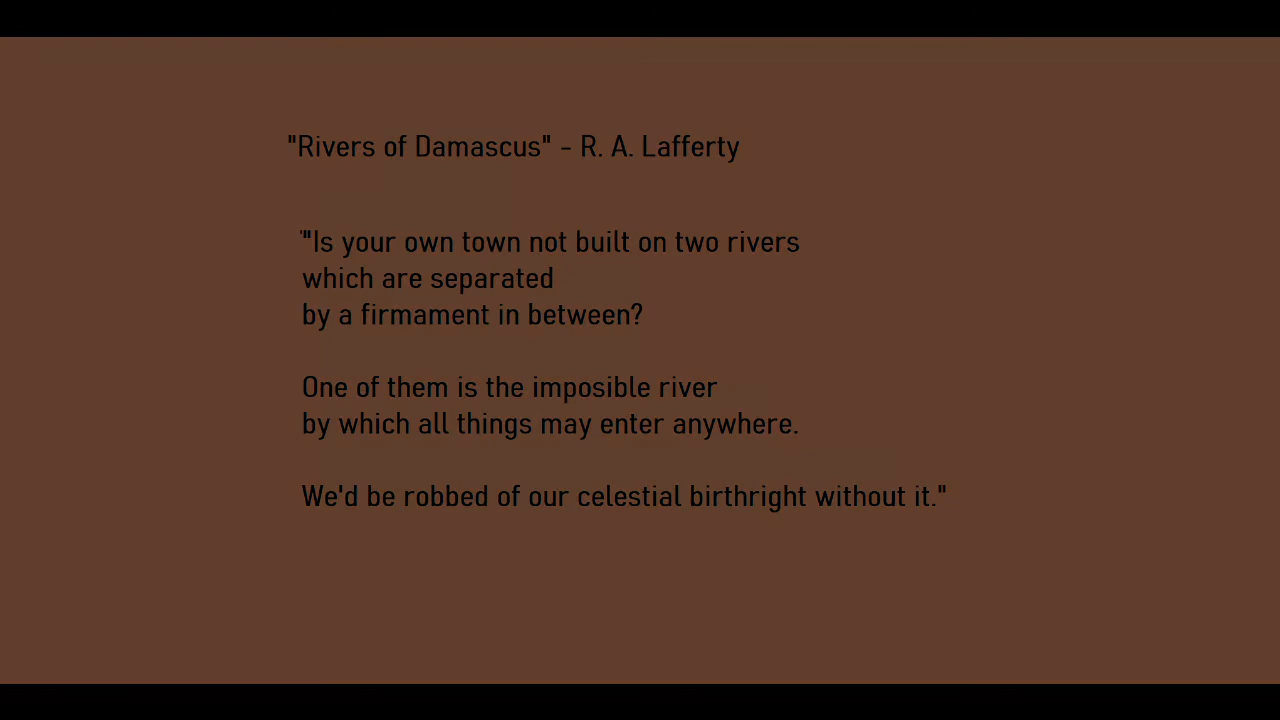 "Rivers of Damascus" - R. A. Lafferty
'"Is your own town not built on two rivers
which are separated
by a firmament in between?
One of them is the imposible river
by which all things may enter anywhere.
We'd be robbed of our celestial birthright without it."